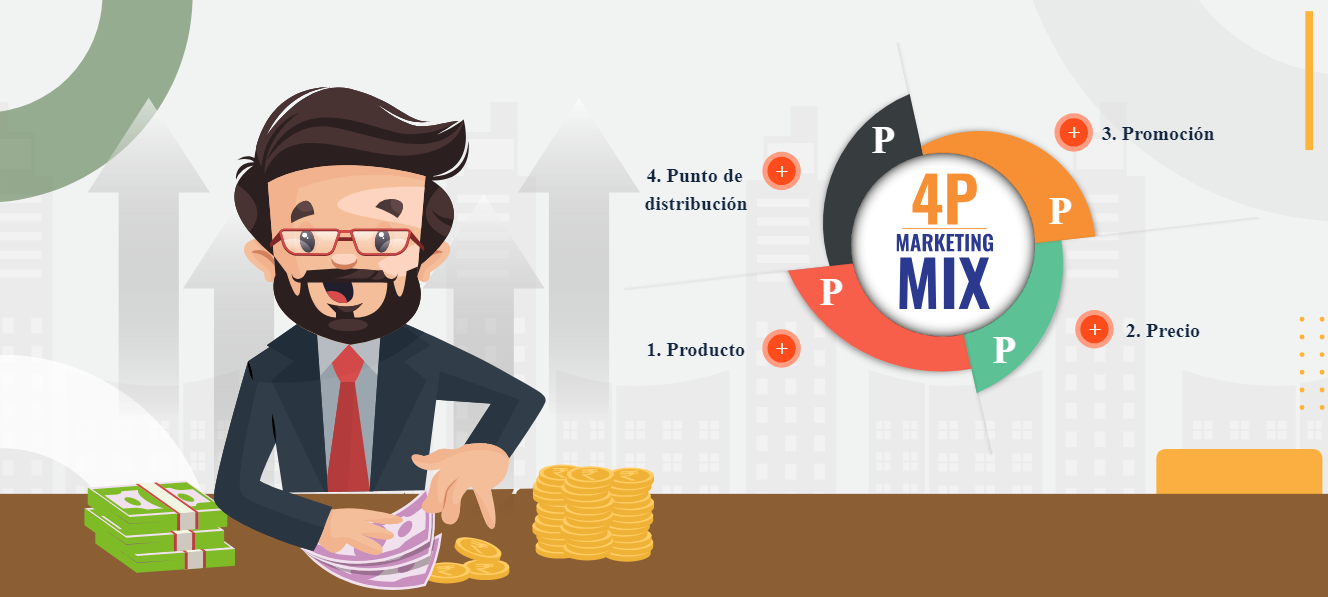 P
3. Promoción
4. Punto de
distribución
4P
MARKETING
MIX
P
P
1. Producto
P
2. Precio